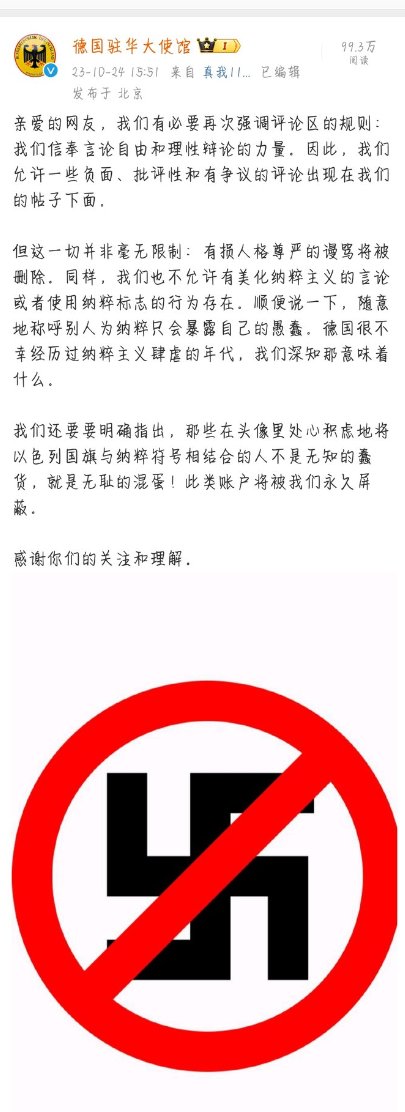 德国驻华大使馆 I
99.3万
阅读
23-10-24 15:51 来自 真我11... 已编辑
发布于 北京
亲爱的网友，我们有必要再次强调评论区的规则：
我们信奉言论自由和理性辩论的力量。因此，我们
允许一些负面、批评性和有争议的评论出现在我们
的帖子下面。
但这一切并非毫无限制：有损人格尊严的谩骂将被
删除。同样，我们也不允许有美化纳粹主义的言论
或者使用纳粹标志的行为存在。顺便说一下，随意
地称呼别人为纳粹只会暴露自己的愚蠢。德国很不
幸经历过纳粹主义肆虐的年代，我们深知那意味着
什么。
我们还要要明确指出，那些在头像里处心积虑地将
以色列国旗与纳粹符号相结合的人不是无知的蠢
货，就是无耻的混蛋！此类账户将被我们永久屏
蔽。
感谢你们的关注和理解.